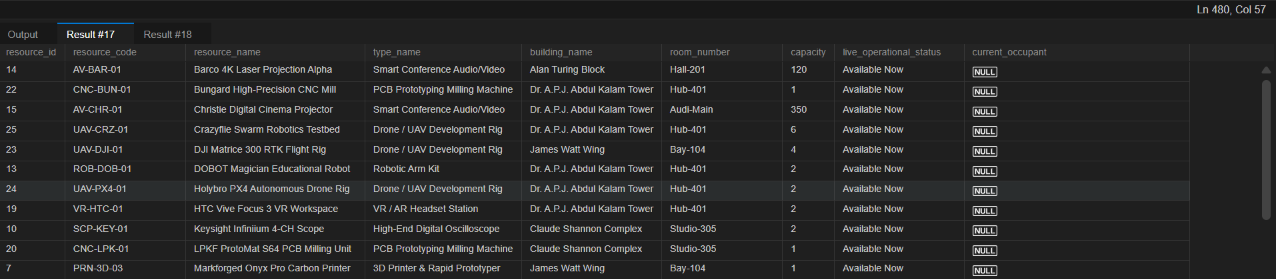 Ln 480, Col 57
Output Result #17 Result #18
resource_id resource_code resource_name type_name building_name room_number capacity live_operational_status current_occupant
14 AV-BAR-01 Barco 4K Laser Projection Alpha Smart Conference Audio/Video Alan Turing Block Hall-201 120 Available Now NULL
22 CNC-BUN-01 Bungard High-Precision CNC Mill PCB Prototyping Milling Machine Dr. A.P.J. Abdul Kalam Tower Hub-401 1 Available Now NULL
15 AV-CHR-01 Christie Digital Cinema Projector Smart Conference Audio/Video Dr. A.P.J. Abdul Kalam Tower Audi-Main 350 Available Now NULL
25 UAV-CRZ-01 Crazyflie Swarm Robotics Testbed Drone / UAV Development Rig Dr. A.P.J. Abdul Kalam Tower Hub-401 6 Available Now NULL
23 UAV-DJI-01 DJI Matrice 300 RTK Flight Rig Drone / UAV Development Rig James Watt Wing Bay-104 4 Available Now NULL
13 ROB-DOB-01 DOBOT Magician Educational Robot Robotic Arm Kit Dr. A.P.J. Abdul Kalam Tower Hub-401 2 Available Now NULL
24 UAV-PX4-01 Holybro PX4 Autonomous Drone Rig Drone / UAV Development Rig Dr. A.P.J. Abdul Kalam Tower Hub-401 2 Available Now NULL
19 VR-HTC-01 HTC Vive Focus 3 VR Workspace VR / AR Headset Station Dr. A.P.J. Abdul Kalam Tower Hub-401 2 Available Now NULL
10 SCP-KEY-01 Keysight Infiniium 4-CH Scope High-End Digital Oscilloscope Claude Shannon Complex Studio-305 2 Available Now NULL
20 CNC-LPK-01 LPKF ProtoMat S64 PCB Milling Unit PCB Prototyping Milling Machine Claude Shannon Complex Studio-305 1 Available Now NULL
7 PRN-3D-03 Markforged Onyx Pro Carbon Printer 3D Printer & Rapid Prototyper James Watt Wing Bay-104 1 Available Now NULL